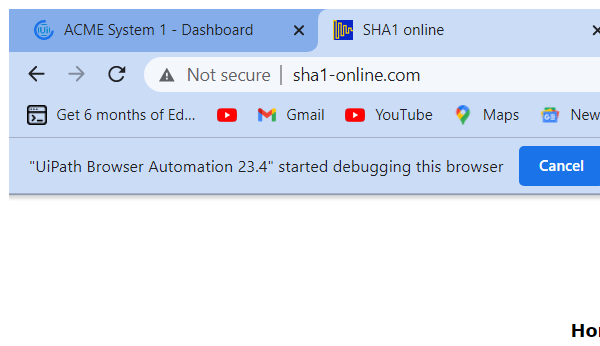 ACME System 1 - Dashboard SHA1 online
Not secure sha1-online.com
Get 6 months of Ed... Gmail YouTube Maps New
"UiPath Browser Automation 23.4" started debugging this browser Cancel